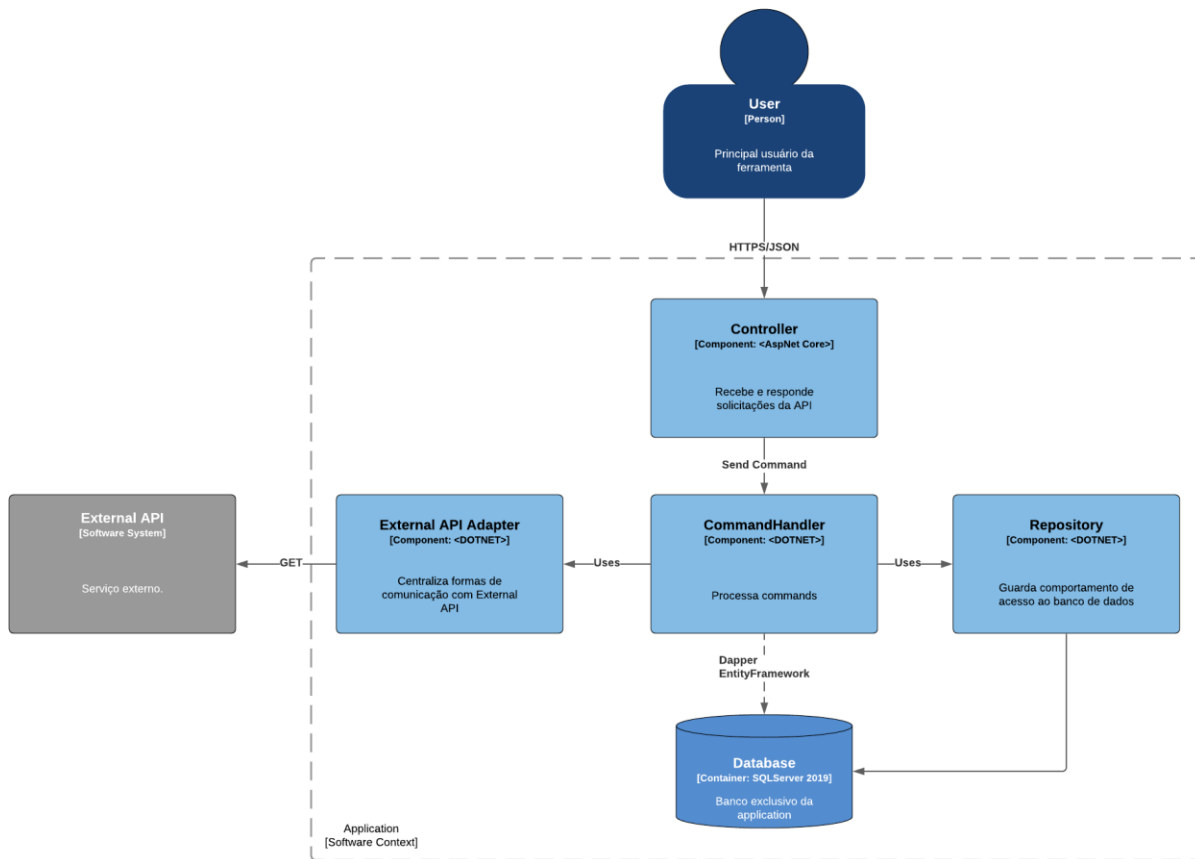 User
[Person]
Principal usuário da
ferramenta
HTTPS/JSON
Controller
[Component: <AspNet Core>]
Recebe e responde
solicitações da API
Send Command
External API
[Software System]
Serviço externo.
GET
External API Adapter
[Component: <DOTNET>]
Centraliza formas de
comunicação com External
API
Uses
CommandHandler
[Component: <DOTNET>]
Processa commands
Uses
Repository
[Component: <DOTNET>]
Guarda comportamento de
acesso ao banco de dados
Dapper
EntityFramework
Database
[Container: SQLServer 2019]
Banco exclusivo da
application
Application
[Software Context]